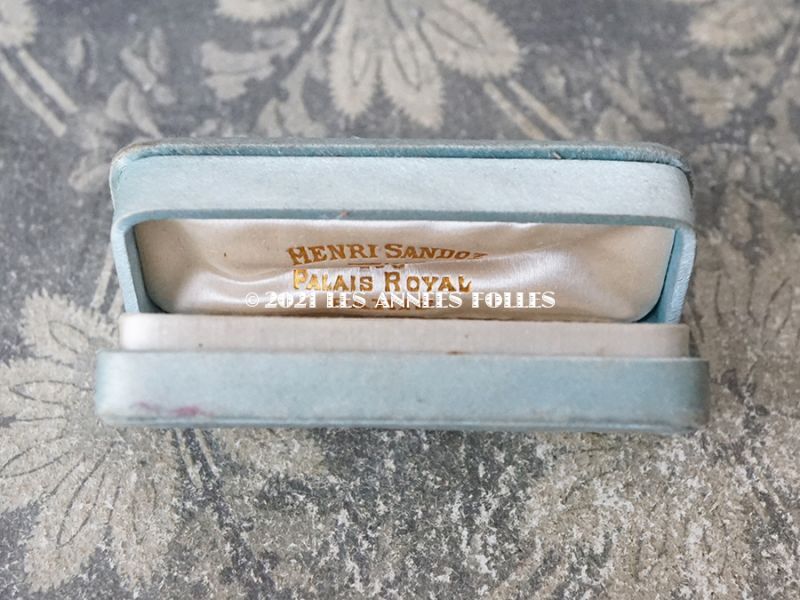 HENRI SANDOZ
PALAIS ROYAL
© 2021 LES ANNEES FOLLES